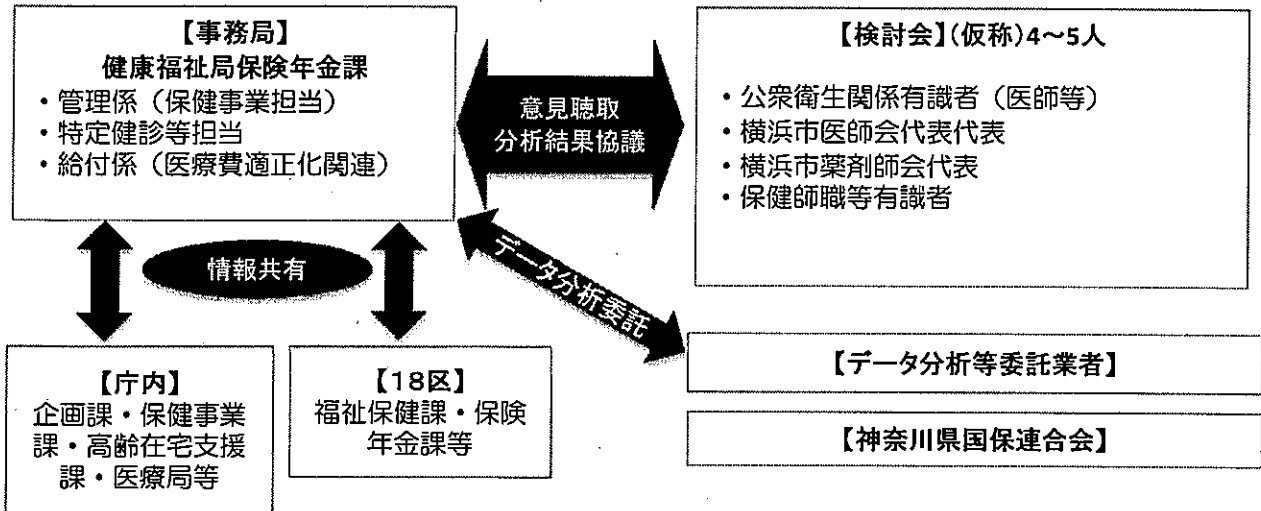 【事務局】
健康福祉局保険年金課
・管理係（保健事業担当）
・特定健診等担当
・給付係（医療費適正化関連）
意見聴取
分析結果協議
【検討会】(仮称)4～5人
・公衆衛生関係有識者（医師等）
・横浜市医師会代表代表
・横浜市薬剤師会代表
・保健師職等有識者
情報共有
データ分析委託
【庁内】
企画課・保健事業
課・高齢在宅支援
課・医療局等
【18区】
福祉保健課・保険
年金課等
【データ分析等委託業者】
【神奈川県国保連合会】